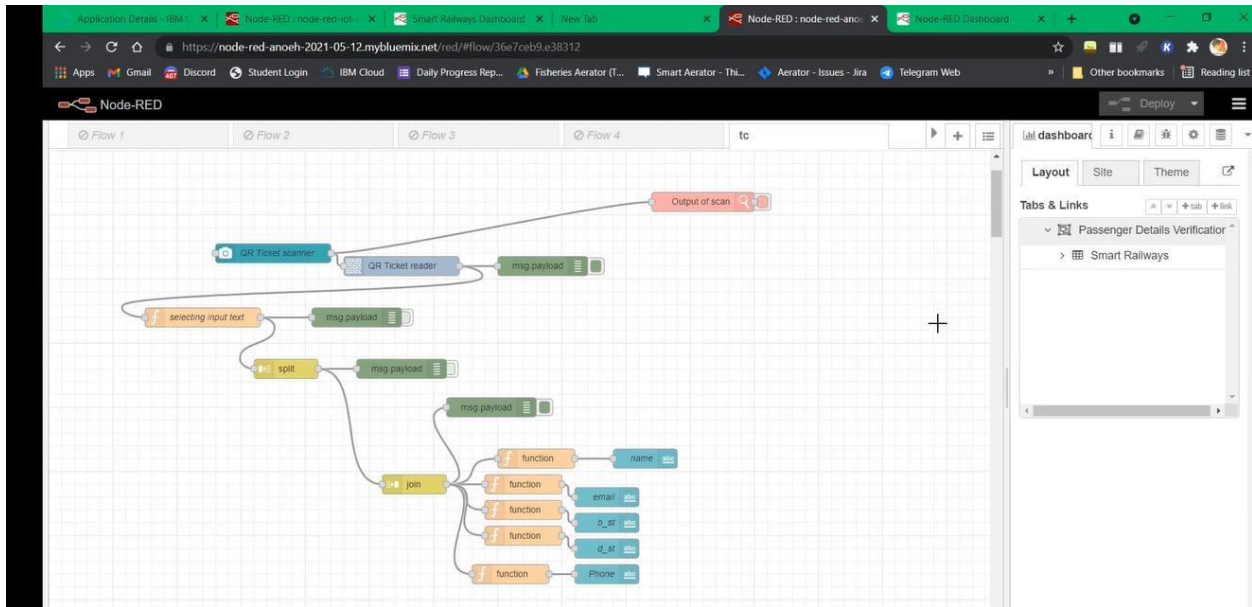 Application Details - IBM C
Node-RED : node-red-iot-
Smart Railways Dashboard
New Tab
Node-RED : node-red-anoe
Node-RED Dashboard
https://node-red-anoeh-2021-05-12.mybluemix.net/red/#flow/36e7ceb9.e38312
K
Apps
Gmail
Discord
Student Login
IBM Cloud
Daily Progress Rep...
Fisheries Aerator (T...
Smart Aerator - Thi...
Aerator - Issues - Jira
Telegram Web
»
Other bookmarks
Reading list
Node-RED
Deploy
Flow 1
Flow 2
Flow 3
Flow 4
tc
dashboard
i
Layout
Site
Theme
Tabs & Links
+ tab
+ link
Passenger Details Verification
Smart Railways
Output of scan
QR Ticket scanner
QR Ticket reader
msg.payload
selecting input text
msg.payload
split
msg.payload
msg.payload
function
name
join
function
email
function
b_st
function
d_st
function
Phone